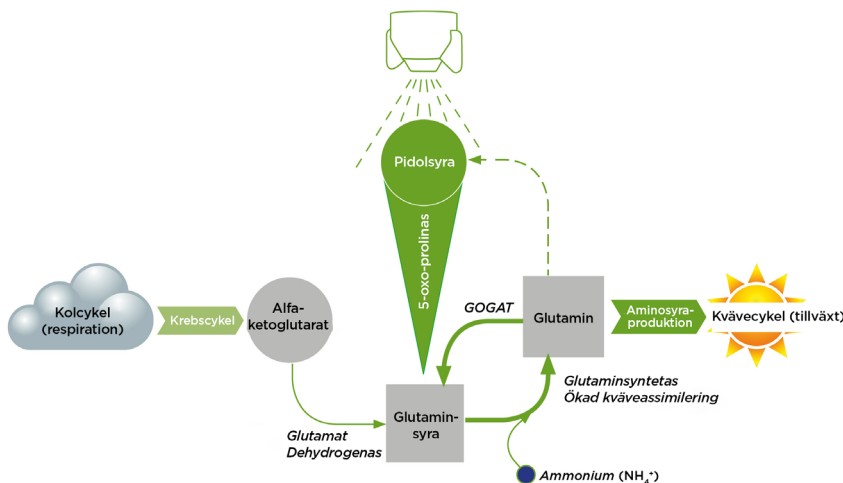 Pidolsyra
5-oxo-prolinas
Kolcykel
(respiration)
Krebscykel
Alfa-
ketoglutarat
GOGAT
Glutamin
Aminosyra-
produktion
Kvävecykel (tillväxt)
Glutamat
Dehydrogenas
Glutamin-
syra
Glutaminsyntetas
Ökad kväveassimilering
Ammonium (NH₄⁺)